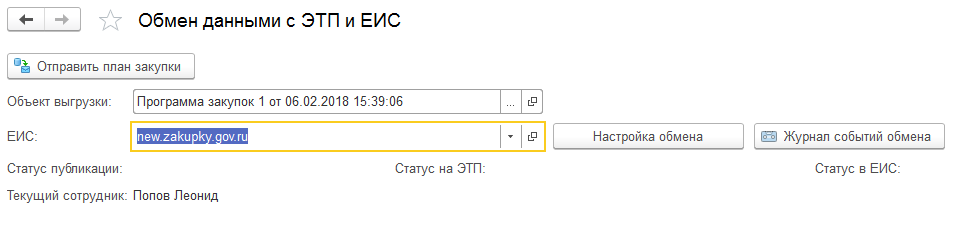 Обмен данными с ЭТП и ЕИС
Отправить план закупки
Объект выгрузки: Программа закупок 1 от 06.02.2018 15:39:06 ...
ЕИС: new.zakupky.gov.ru Настройка обмена Журнал событий обмена
Статус публикации: Статус на ЭТП: Статус в ЕИС:
Текущий сотрудник: Попов Леонид